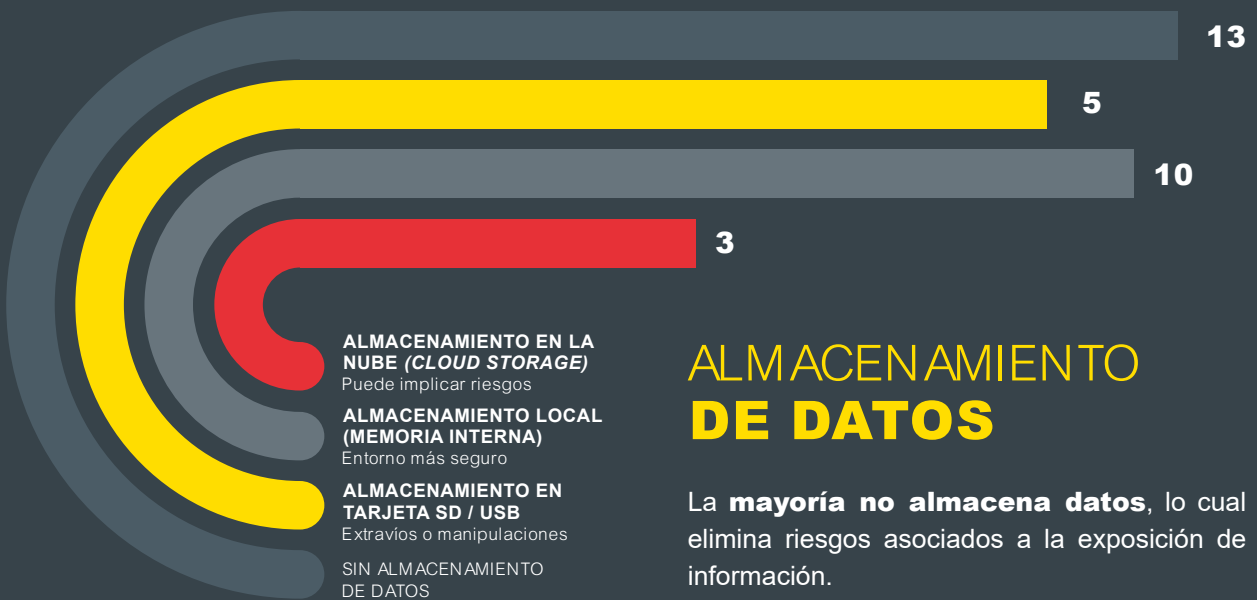 13
5
10
3
ALMACENAMIENTO EN LA
NUBE (CLOUD STORAGE)
Puede implicar riesgos
ALMACENAMIENTO LOCAL
(MEMORIA INTERNA)
Entorno más seguro
ALMACENAMIENTO EN
TARJETA SD / USB
Extravíos o manipulaciones
SIN ALMACENAMIENTO
DE DATOS
ALMACENAMIENTO
DE DATOS
La mayoría no almacena datos, lo cual
elimina riesgos asociados a la exposición de
información.